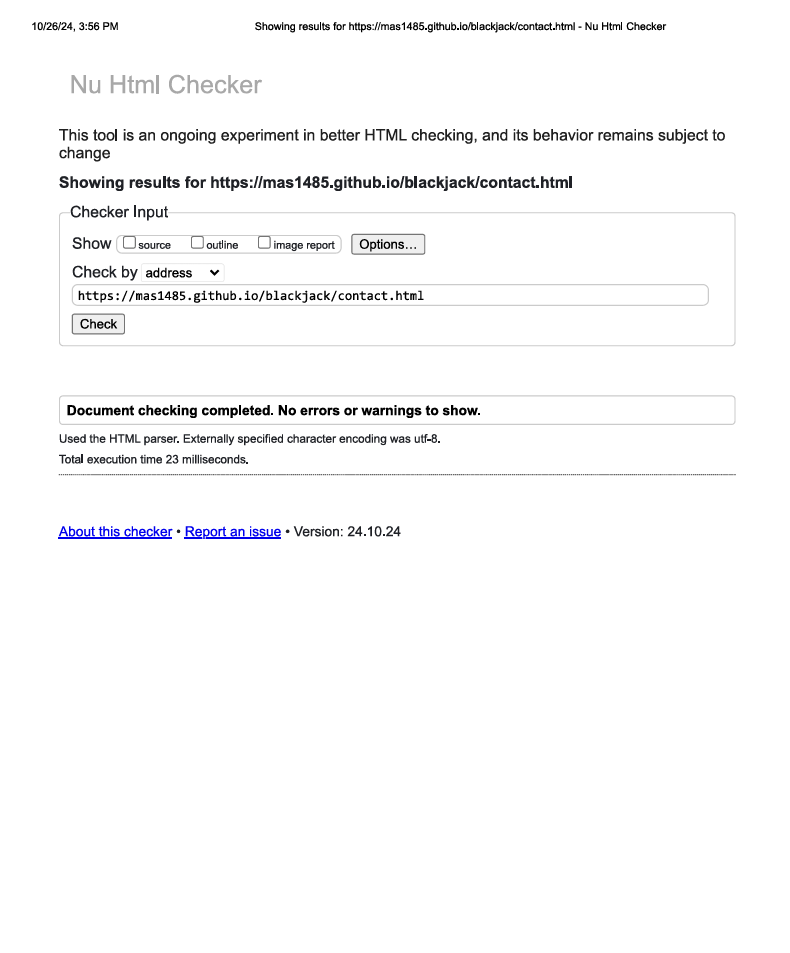 10/26/24, 3:56 PM Showing results for https://mas1485.github.io/blackjack/contact.html - Nu Html Checker
Nu Html Checker
This tool is an ongoing experiment in better HTML checking, and its behavior remains subject to
change
Showing results for https://mas1485.github.io/blackjack/contact.html
Checker Input
Show source outline image report Options...
Check by address
https://mas1485.github.io/blackjack/contact.html
Check
Document checking completed. No errors or warnings to show.
Used the HTML parser. Externally specified character encoding was utf-8.
Total execution time 23 milliseconds.
About this checker • Report an issue • Version: 24.10.24